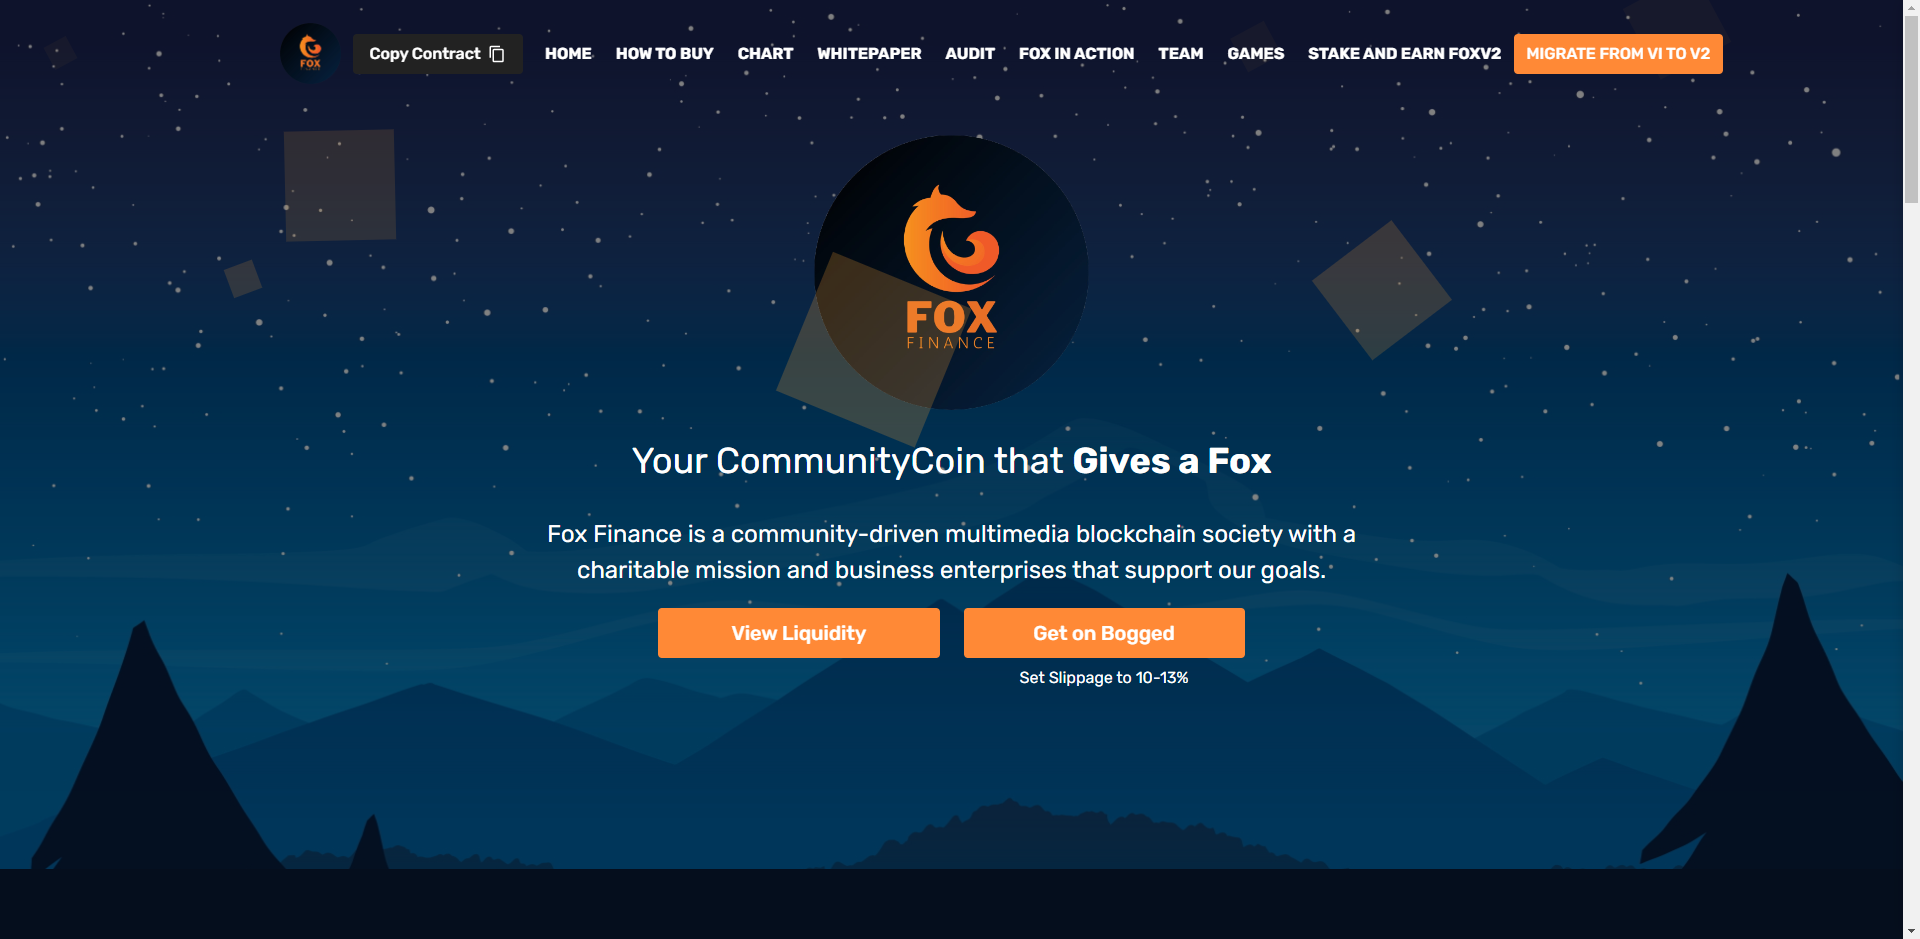 FOX
Copy Contract
HOME
HOW TO BUY
CHART
WHITEPAPER
AUDIT
FOX IN ACTION
TEAM
GAMES
STAKE AND EARN FOXV2
MIGRATE FROM V1 TO V2
FOX
FINANCE
Your CommunityCoin that Gives a Fox
Fox Finance is a community-driven multimedia blockchain society with a
charitable mission and business enterprises that support our goals.
View Liquidity
Get on Bogged
Set Slippage to 10-13%